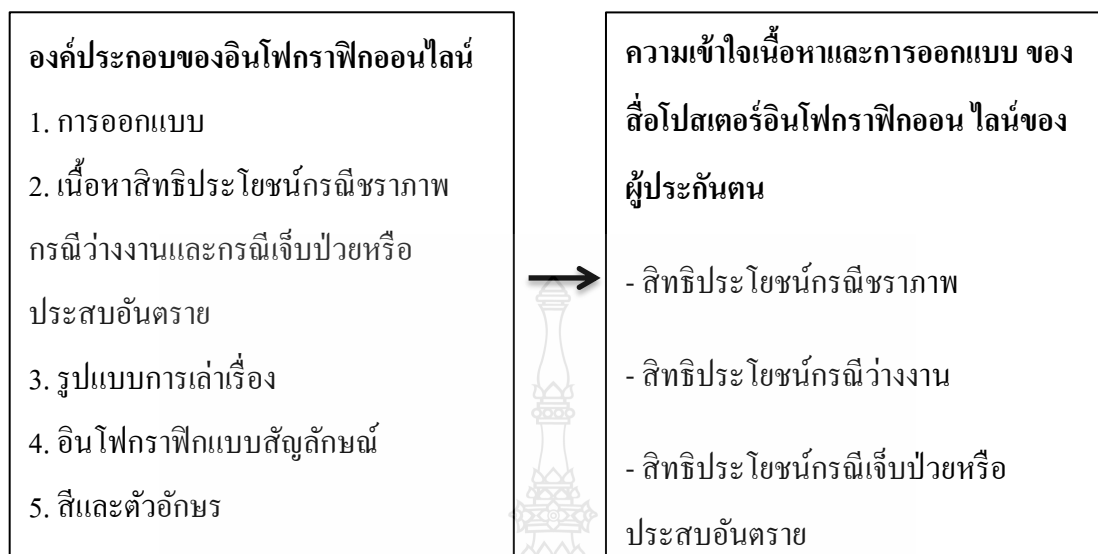 องค์ประกอบของอินโฟกราฟิกออนไลน์
1. การออกแบบ
2. เนื้อหาสิทธิประโยชน์กรณีชราภาพ
กรณีว่างงานและกรณีเจ็บป่วยหรือ
ประสบอันตราย
3. รูปแบบการเล่าเรื่อง
4. อินโฟกราฟิกแบบสัญลักษณ์
5. สีและตัวอักษร
ความเข้าใจเนื้อหาและการออกแบบ ของ
สื่อโปสเตอร์อินโฟกราฟิกออน ไลน์ของ
ผู้ประกันตน
- สิทธิประโยชน์กรณีชราภาพ
- สิทธิประโยชน์กรณีว่างงาน
- สิทธิประโยชน์กรณีเจ็บป่วยหรือ
ประสบอันตราย